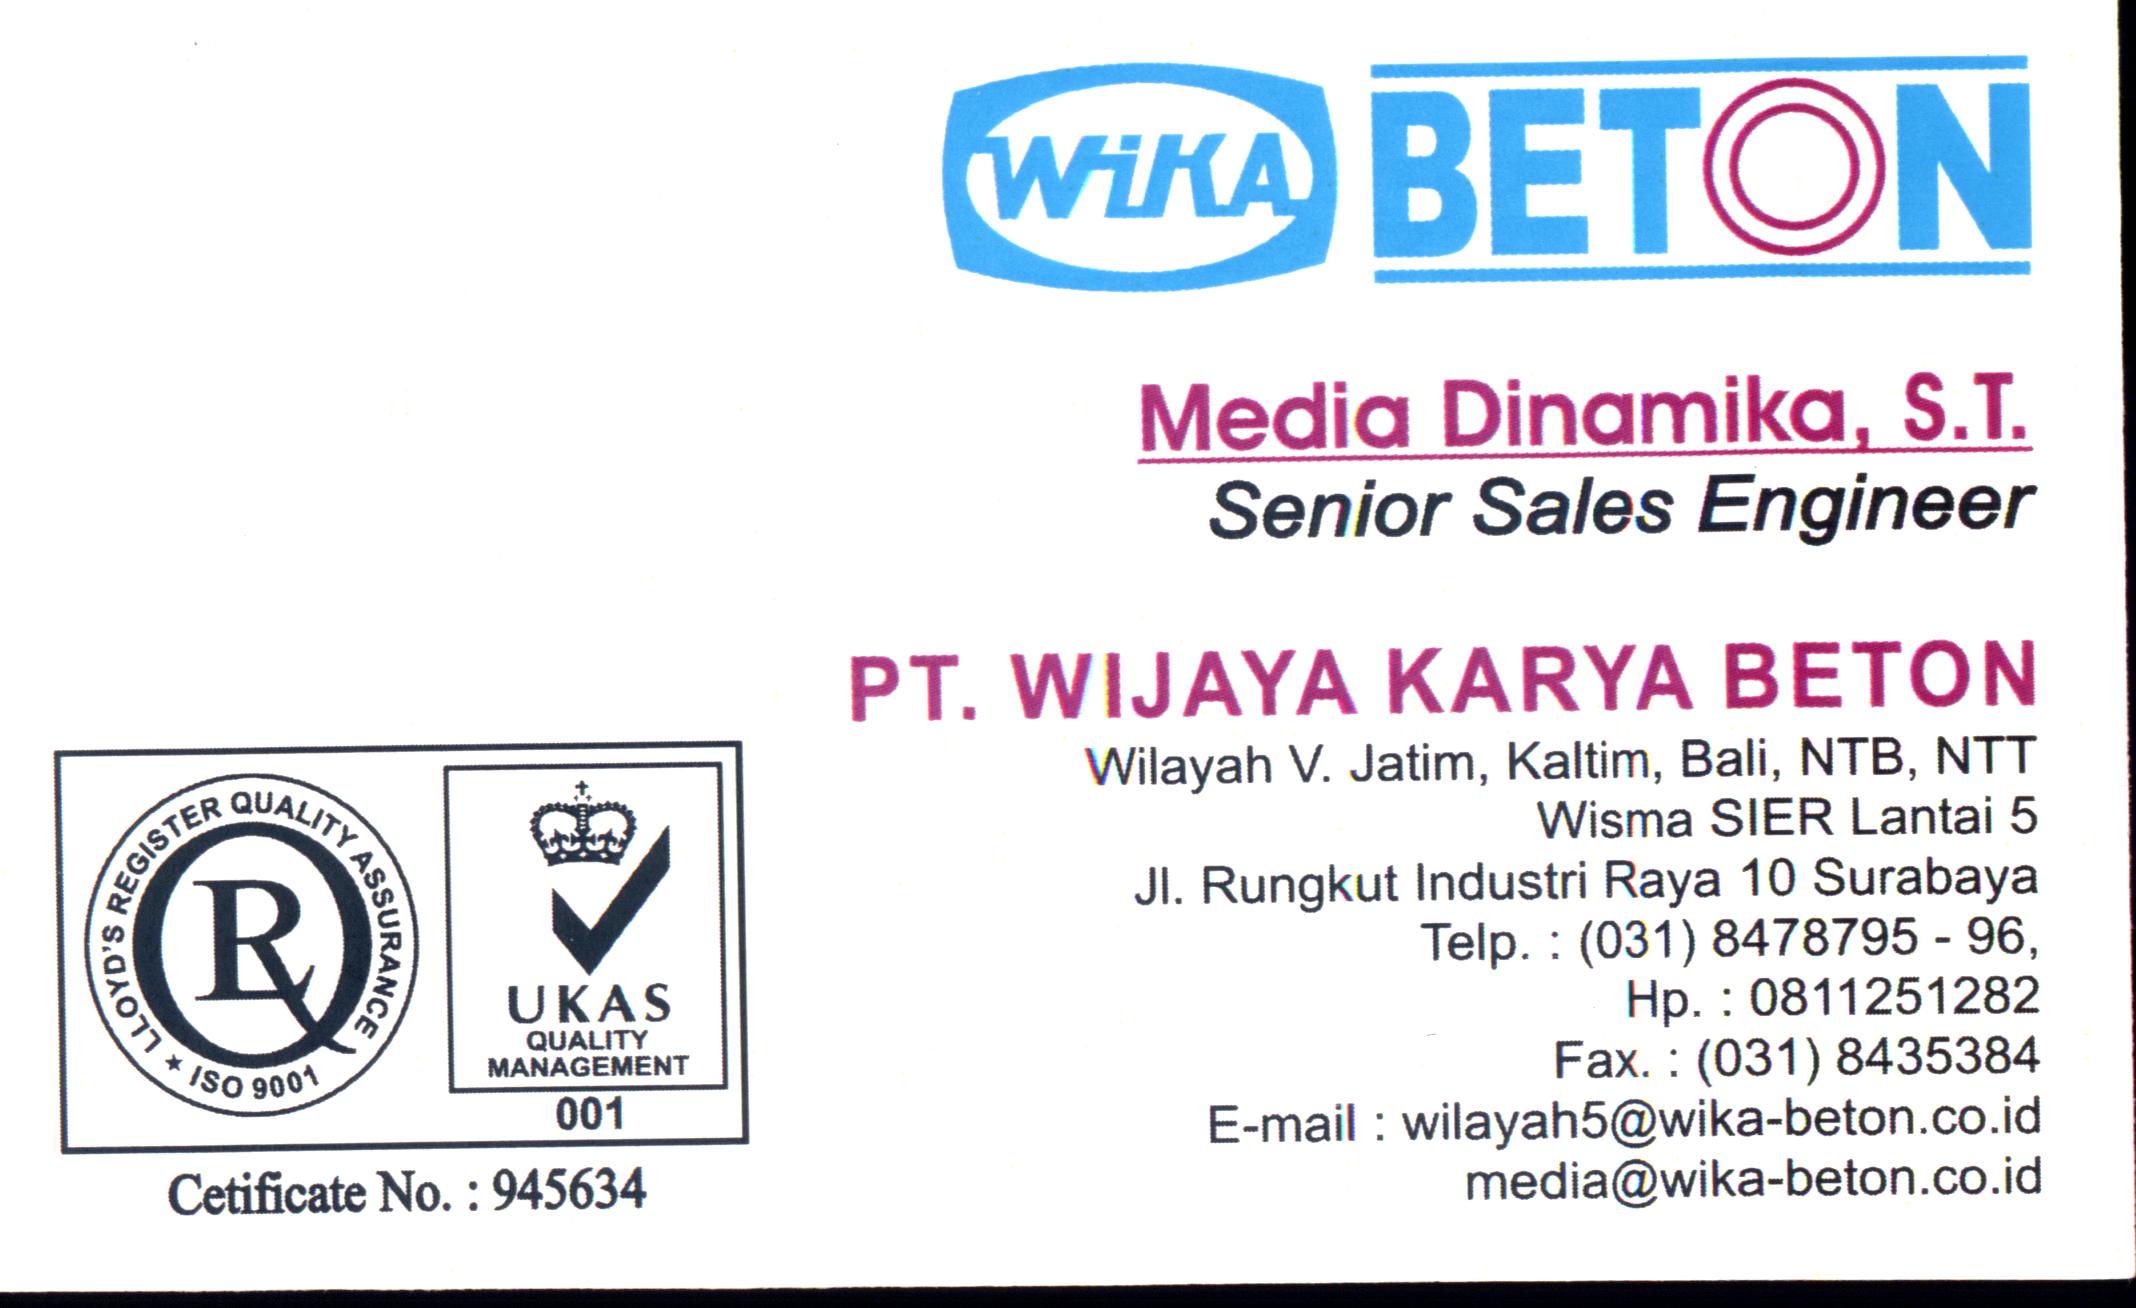 WiKA BETON
Media Dinamika, S.T.
Senior Sales Engineer
PT. WIJAYA KARYA BETON
Wilayah V. Jatim, Kaltim, Bali, NTB, NTT
Wisma SIER Lantai 5
Jl. Rungkut Industri Raya 10 Surabaya
Telp. : (031) 8478795 - 96,
Hp. : 0811251282
Fax. : (031) 8435384
E-mail : wilayah5@wika-beton.co.id
media@wika-beton.co.id
LLOYD'S REGISTER QUALITY ASSURANCE
LRQ
★ ISO 9001
UKAS
QUALITY
MANAGEMENT
001
Cetificate No. : 945634